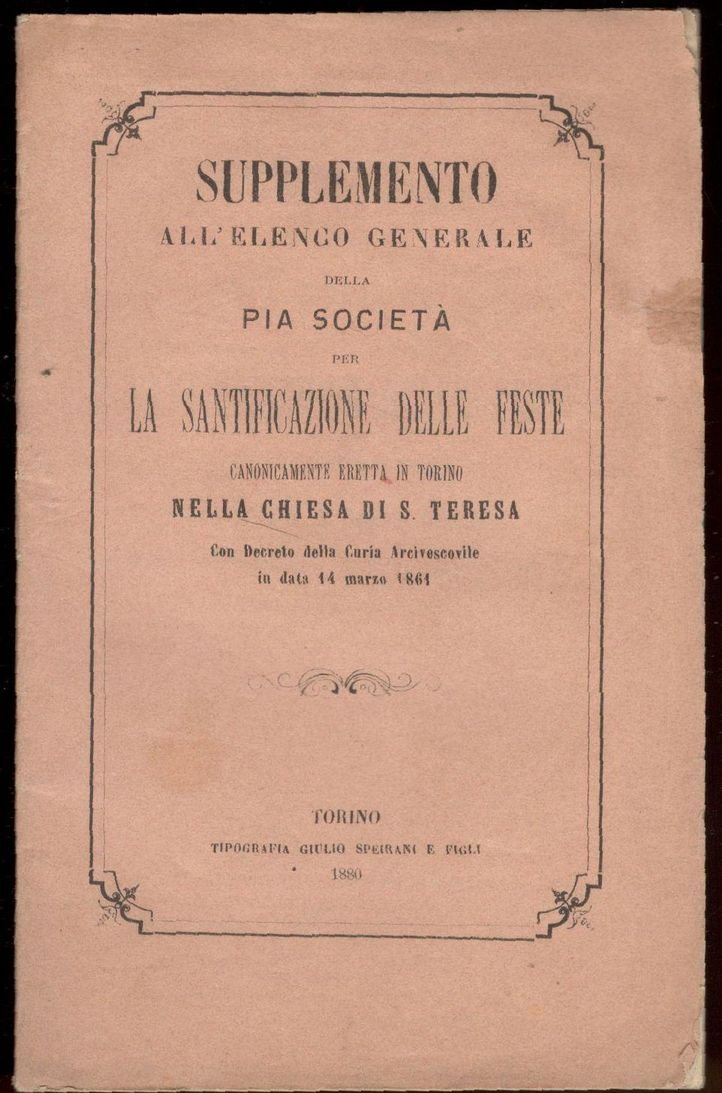 SUPPLEMENTO
ALL'ELENCO GENERALE
DELLA
PIA SOCIETÀ
PER
LA SANTIFICAZIONE DELLE FESTE
CANONICAMENTE ERETTA IN TORINO
NELLA CHIESA DI S. TERESA
Con Decreto della Curia Arcivescovile
in data 14 marzo 1861
TORINO
TIPOGRAFIA GIULIO SPEIRANI E FIGLI
1880